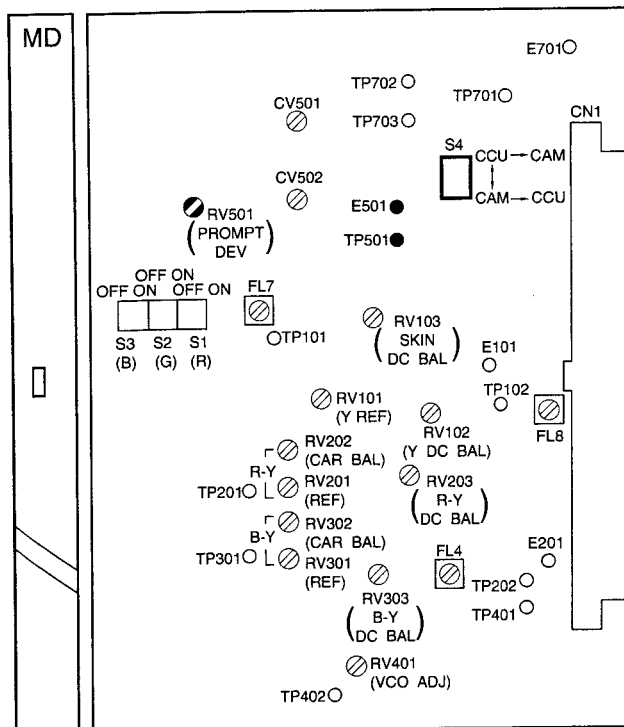 MD
E701
TP702
TP701
CV501
TP703
CN1
S4
CCU → CAM
CAM → CCU
CV502
E501
RV501
(PROMPT
DEV)
TP501
OFF ON
OFF ON
OFF ON
FL7
S3
(B)
S2
(G)
S1
(R)
TP101
RV103
(SKIN
DC BAL)
E101
TP102
FL8
RV101
(Y REF)
RV102
(Y DC BAL)
RV202
(CAR BAL)
R-Y
TP201
RV201
(REF)
RV203
(R-Y
DC BAL)
RV302
(CAR BAL)
B-Y
TP301
RV301
(REF)
FL4
E201
TP202
TP401
RV303
(B-Y
DC BAL)
RV401
(VCO ADJ)
TP402